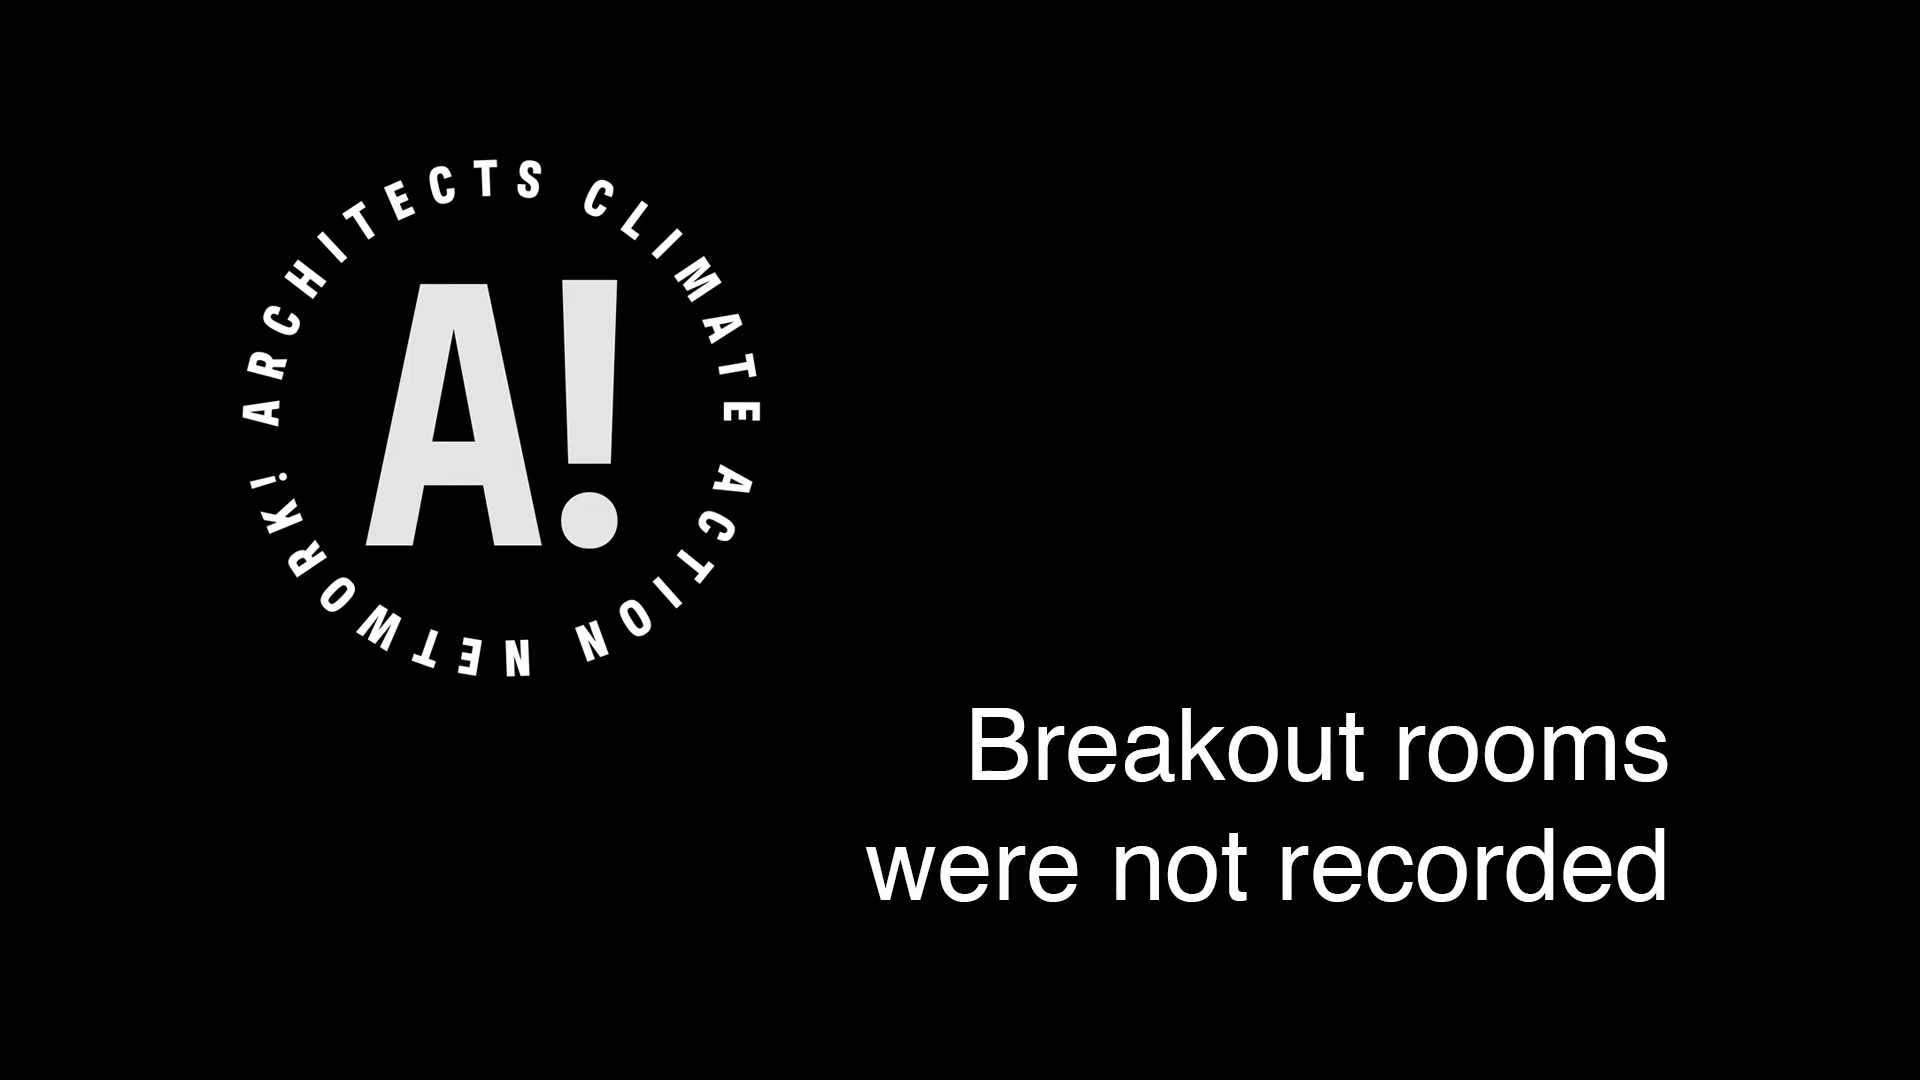 ARCHITECTS CLIMATE ACTION NETWORK!
A!
Breakout rooms
were not recorded